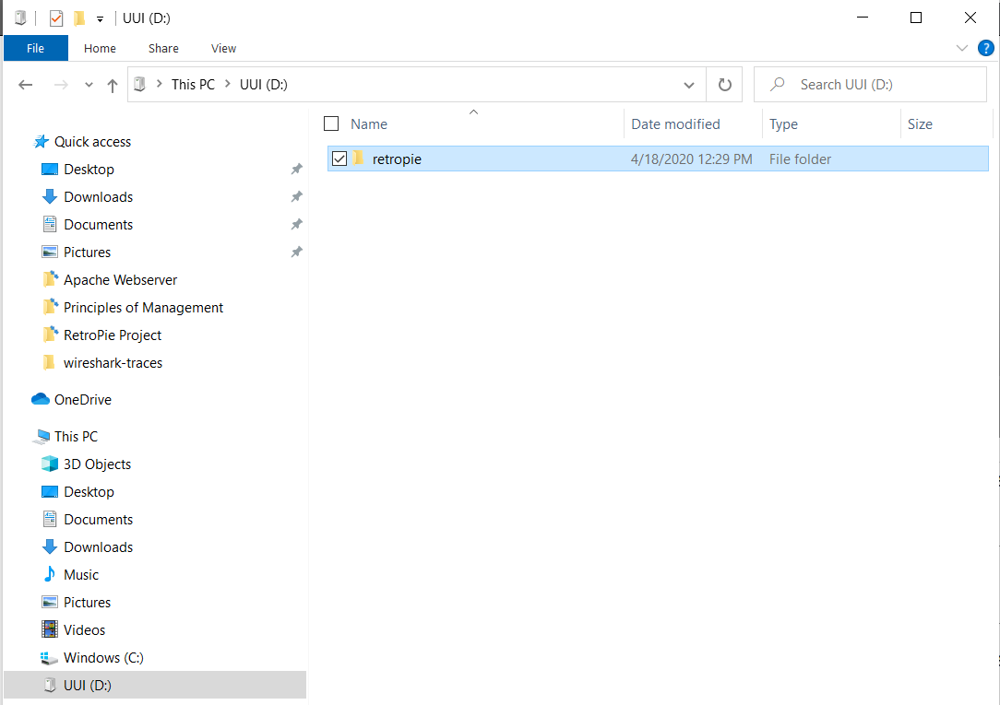 UUI (D:)
File Home Share View
This PC UUI (D:) Search UUI (D:)
Name Date modified Type Size
retropie 4/18/2020 12:29 PM File folder
Quick access
Desktop
Downloads
Documents
Pictures
Apache Webserver
Principles of Management
RetroPie Project
wireshark-traces
OneDrive
This PC
3D Objects
Desktop
Documents
Downloads
Music
Pictures
Videos
Windows (C:)
UUI (D:)